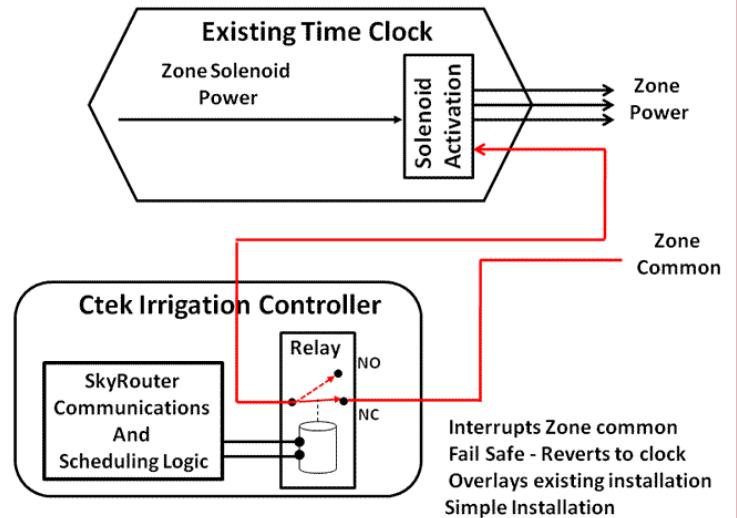 Existing Time Clock
Zone Solenoid
Power
Solenoid
Activation
Zone
Power
Zone
Common
Ctek Irrigation Controller
Relay
NO
NC
SkyRouter
Communications
And
Scheduling Logic
Interrupts Zone common
Fail Safe - Reverts to clock
Overlays existing installation
Simple Installation